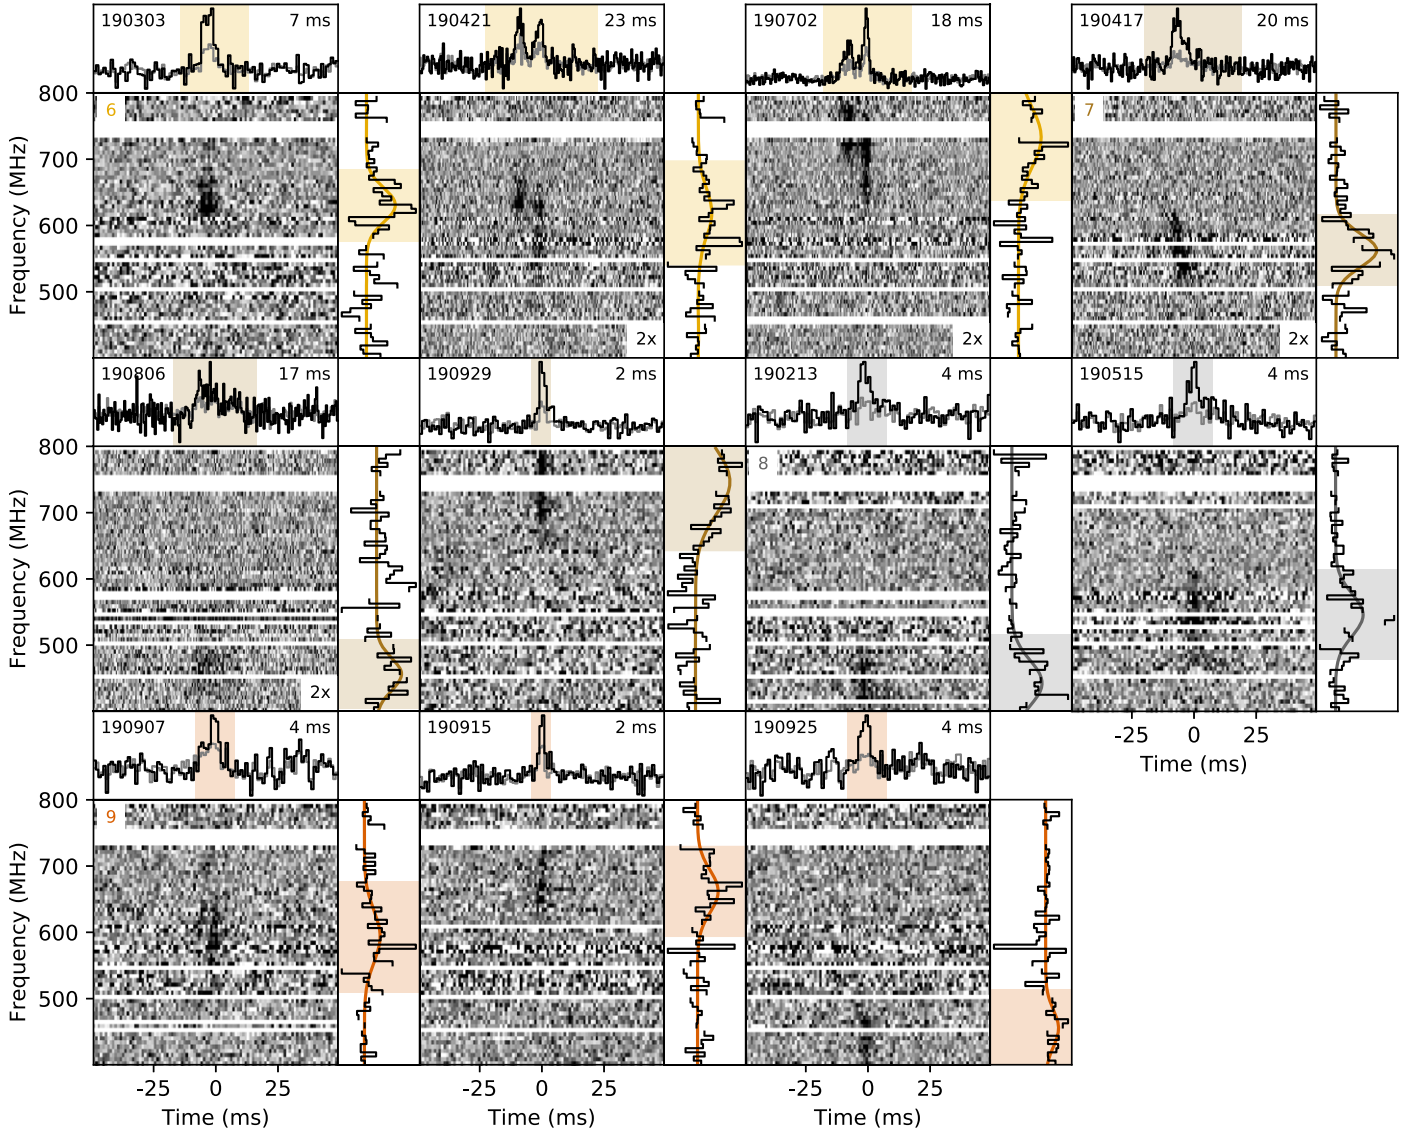 190303 7 ms 190421 23 ms 190702 18 ms 190417 20 ms
800
6 7
700
600
500
Frequency (MHz)
2x 2x 2x
190806 17 ms 190929 2 ms 190213 4 ms 190515 4 ms
800
8
700
600
500
Frequency (MHz)
2x
-25 0 25
Time (ms)
190907 4 ms 190915 2 ms 190925 4 ms
800
9
700
600
500
Frequency (MHz)
-25 0 25 -25 0 25 -25 0 25
Time (ms) Time (ms) Time (ms)